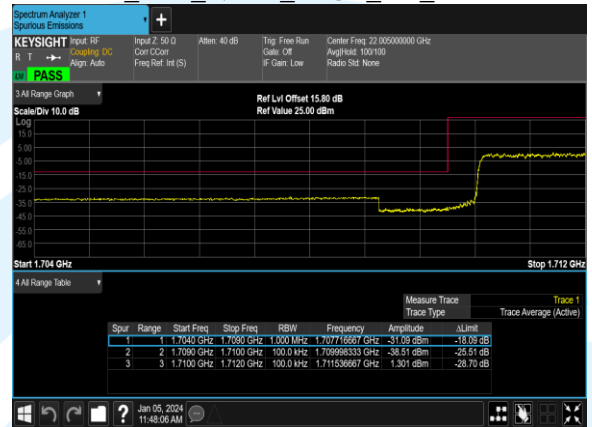 Spectrum Analyzer 1
Spurious Emissions
KEYSIGHT Input: RF Input Z: 50 Ω Atten: 40 dB Trig: Free Run Center Freq: 22.005000000 GHz
R T Coupling: DC Corr CCorr Gate: Off Avg|Hold: 100/100
Align: Auto Freq Ref: Int (S) IF Gain: Low Radio Std: None
LM PASS
3 All Range Graph
Ref Lvl Offset 15.80 dB
Scale/Div 10.0 dB Ref Value 25.00 dBm
Log
15.0
5.00
-5.00
-15.0
-25.0
-35.0
-45.0
-55.0
-65.0
Start 1.704 GHz Stop 1.712 GHz
4 All Range Table
Measure Trace Trace 1
Trace Type Trace Average (Active)
Spur Range Start Freq Stop Freq RBW Frequency Amplitude ΔLimit
1 1 1.7040 GHz 1.7090 GHz 1.000 MHz 1.707716667 GHz -31.09 dBm -18.09 dB
2 2 1.7090 GHz 1.7100 GHz 100.0 kHz 1.709998333 GHz -38.51 dBm -25.51 dB
3 3 1.7100 GHz 1.7120 GHz 100.0 kHz 1.711536667 GHz 1.301 dBm -28.70 dB
? Jan 05, 2024
11:48:06 AM